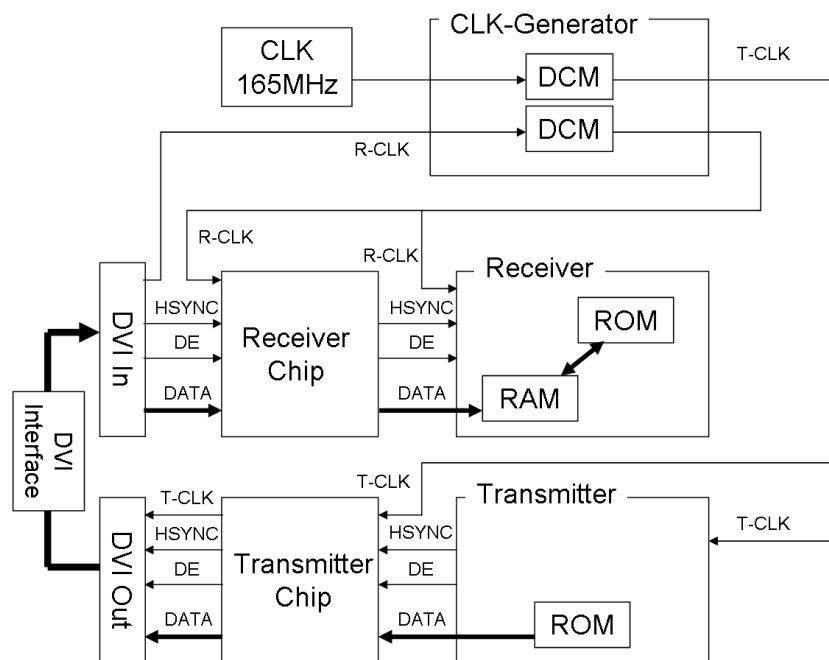 CLK-Generator
CLK
165MHz
DCM
T-CLK
DCM
R-CLK
R-CLK
R-CLK
Receiver
DVI In
HSYNC
DE
DATA
Receiver
Chip
HSYNC
DE
DATA
ROM
RAM
DVI
Interface
T-CLK
T-CLK
Transmitter
T-CLK
DVI Out
HSYNC
DE
DATA
Transmitter
Chip
HSYNC
DE
DATA
ROM